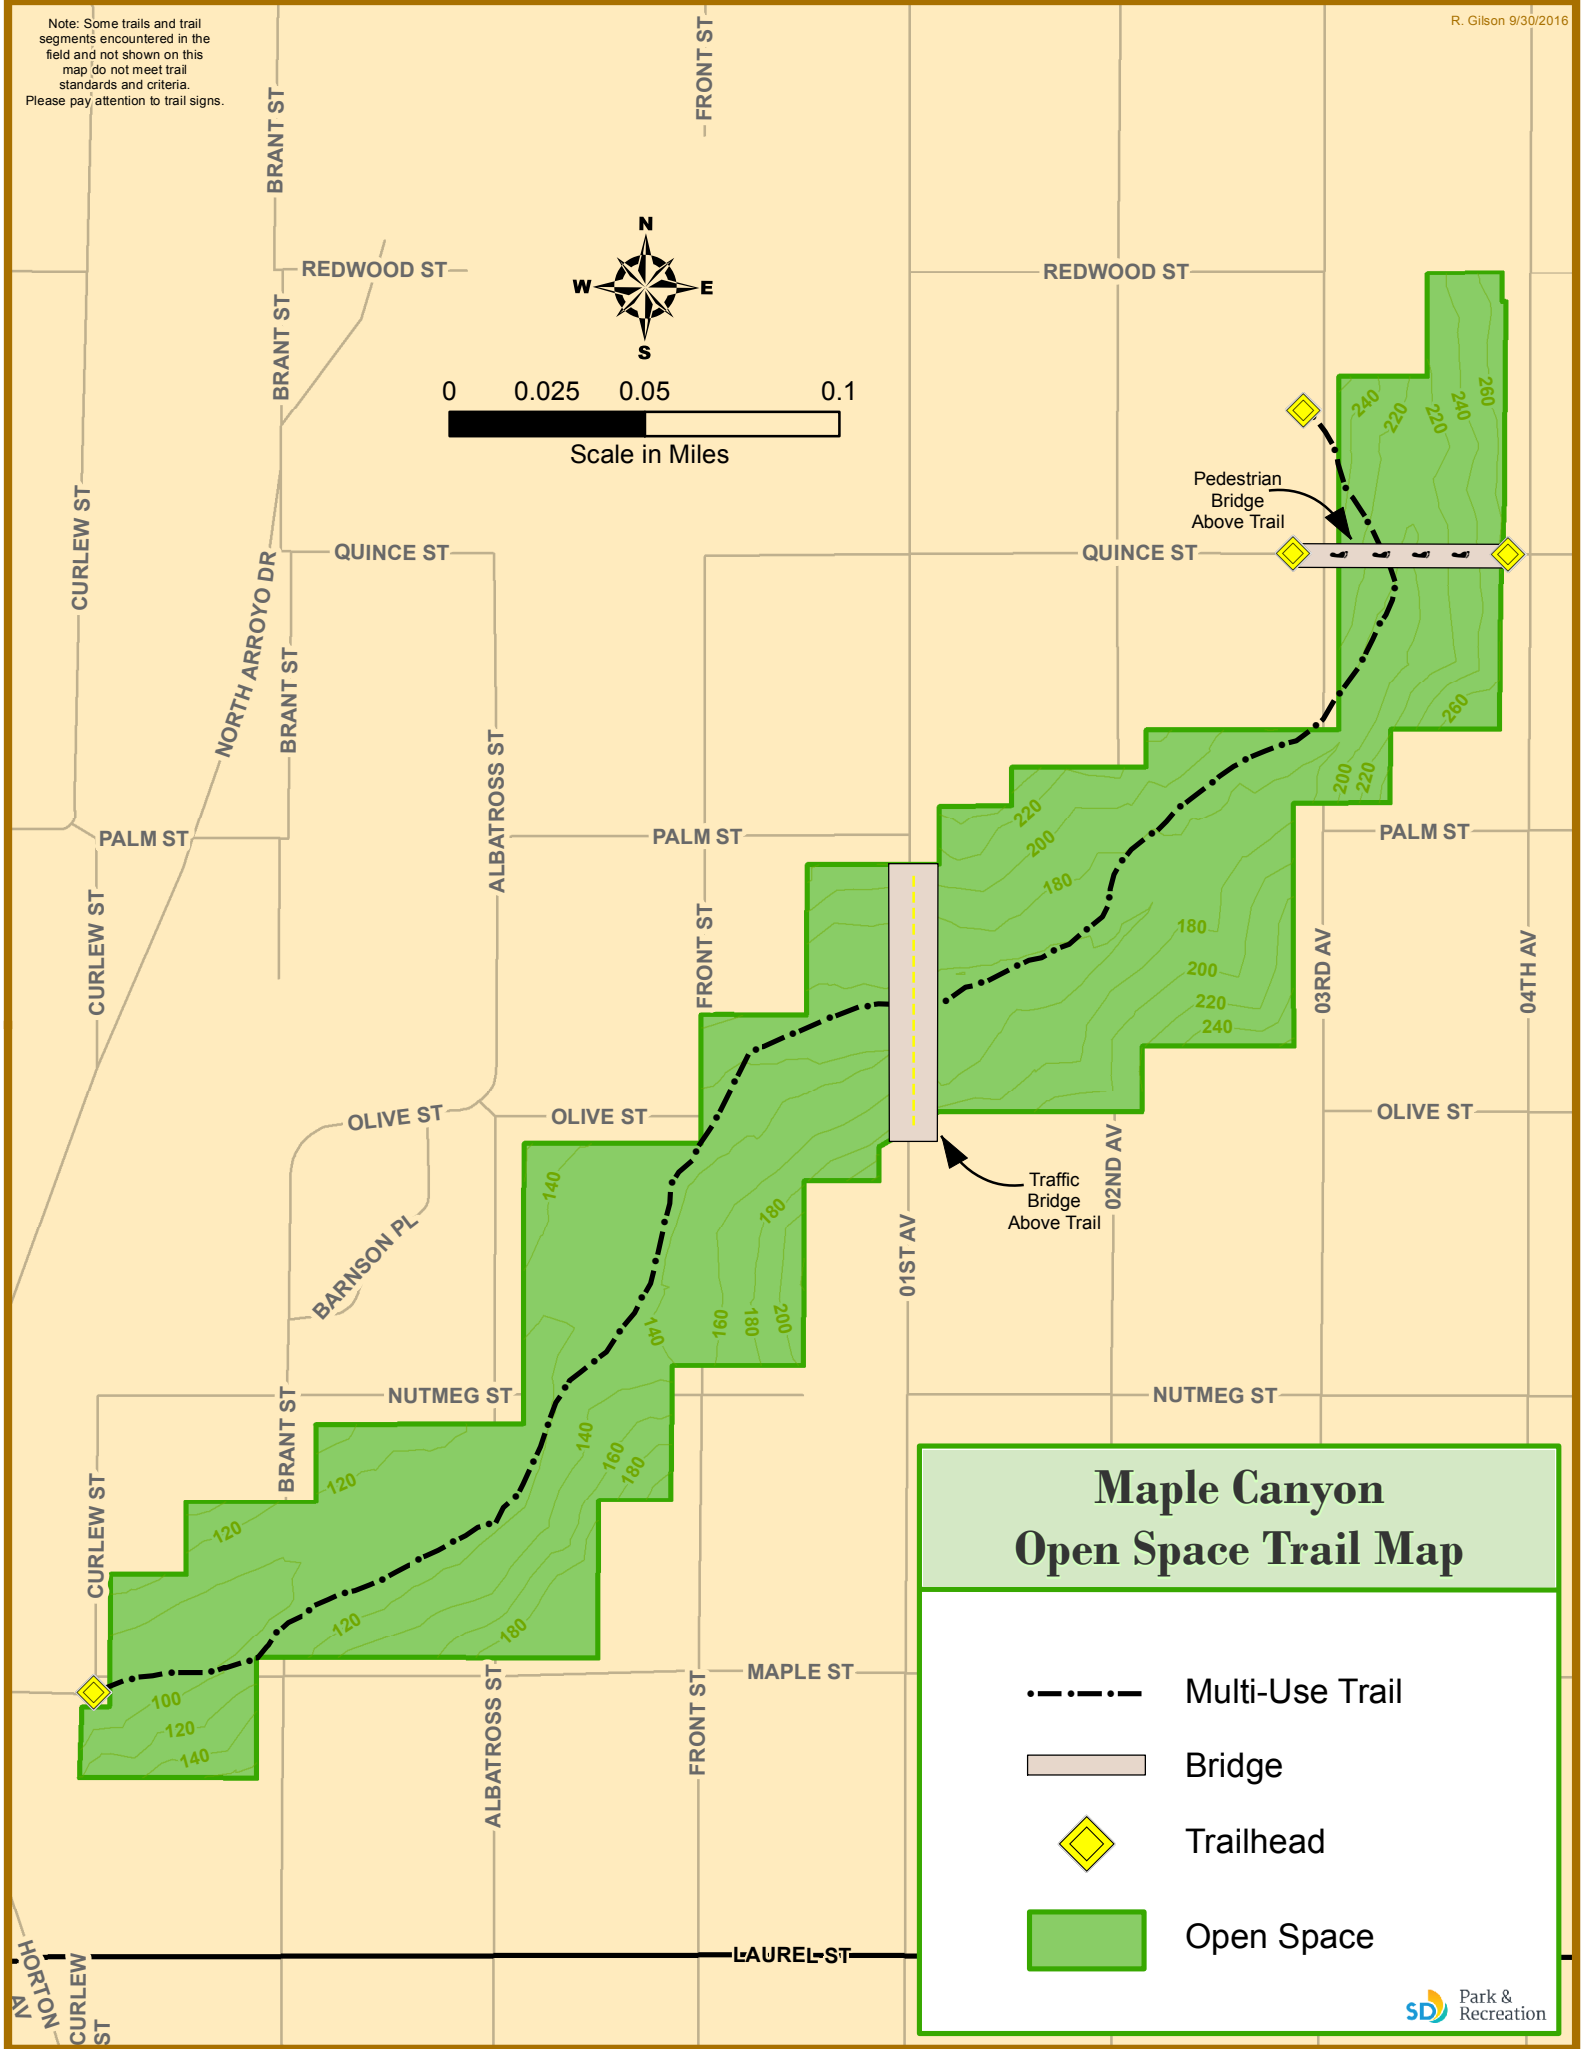 Note: Some trails and trail
segments encountered in the
field and not shown on this
map do not meet trail
standards and criteria.
Please pay attention to trail signs.
R. Gilson 9/30/2016
FRONT ST
BRANT ST
N
W
E
S
REDWOOD ST
REDWOOD ST
BRANT ST
0
0.025
0.05
0.1
Scale in Miles
240
220
220
240
260
Pedestrian
Bridge
Above Trail
CURLEW ST
QUINCE ST
QUINCE ST
NORTH ARROYO DR
BRANT ST
260
ALBATROSS ST
200
220
220
200
180
PALM ST
PALM ST
PALM ST
CURLEW ST
FRONT ST
180
200
220
240
03RD AV
04TH AV
OLIVE ST
OLIVE ST
OLIVE ST
140
180
Traffic
Bridge
Above Trail
02ND AV
01ST AV
BARNSON PL
140
160
180
200
NUTMEG ST
NUTMEG ST
BRANT ST
140
160
180
120
120
CURLEW ST
120
180
MAPLE ST
100
120
140
ALBATROSS ST
FRONT ST
LAUREL ST
HORTON
AV
CURLEW
ST
Maple Canyon
Open Space Trail Map
Multi-Use Trail
Bridge
Trailhead
Open Space
SD
Park &
Recreation